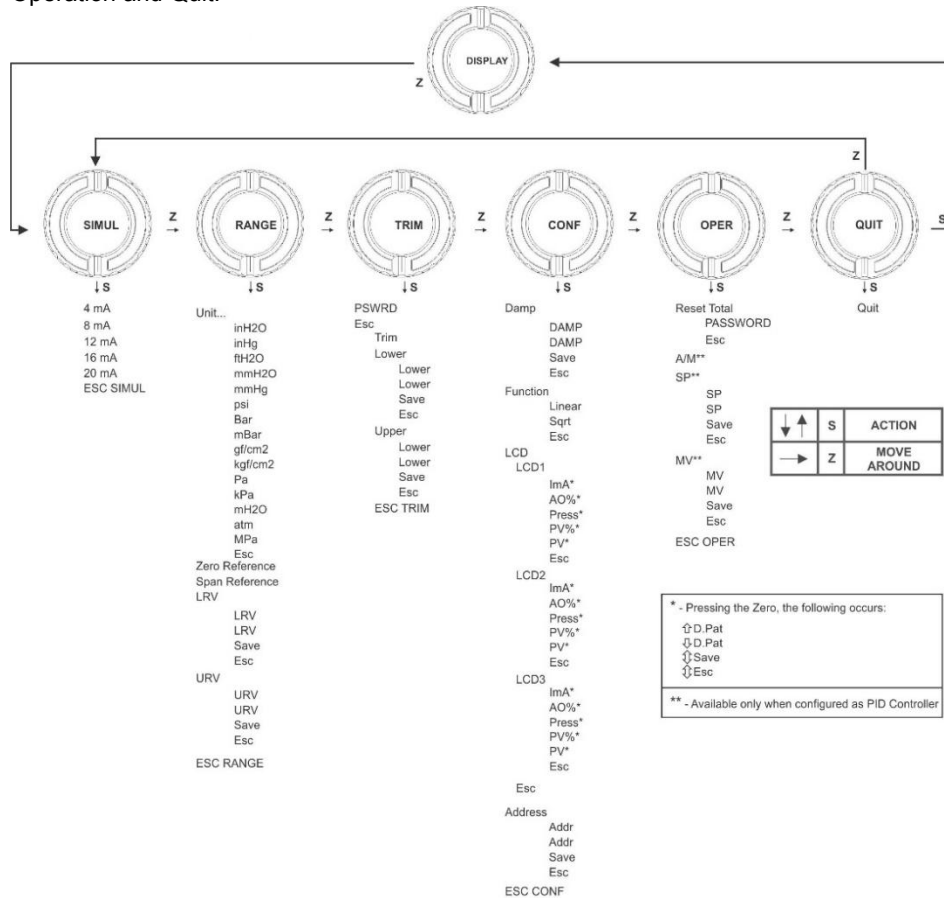 Operation and Quit.
DISPLAY
Z
Z
SIMUL
Z
RANGE
Z
TRIM
Z
CONF
Z
OPER
Z
QUIT
S
S
4 mA
8 mA
12 mA
16 mA
20 mA
ESC SIMUL
S
Unit...
inH2O
inHg
ftH2O
mmH2O
mmHg
psi
Bar
mBar
gf/cm2
kgf/cm2
Pa
kPa
mH2O
atm
MPa
Esc
Zero Reference
Span Reference
LRV
LRV
LRV
Save
Esc
URV
URV
URV
Save
Esc
ESC RANGE
S
PSWRD
Esc
Trim
Lower
Lower
Lower
Save
Esc
Upper
Lower
Lower
Save
Esc
ESC TRIM
S
Damp
DAMP
DAMP
Save
Esc
Function
Linear
Sqrt
Esc
LCD
LCD1
ImA*
AO%*
Press*
PV%*
PV*
Esc
LCD2
ImA*
AO%*
Press*
PV%*
PV*
Esc
LCD3
ImA*
AO%*
Press*
PV%*
PV*
Esc
Esc
Address
Addr
Addr
Save
Esc
ESC CONF
S
Reset Total
PASSWORD
Esc
A/M**
SP**
SP
SP
Save
Esc
MV**
MV
MV
Save
Esc
ESC OPER
S
Quit
S ACTION
Z MOVE
AROUND
* - Pressing the Zero, the following occurs:
D.Pat
D.Pat
Save
Esc
** - Available only when configured as PID Controller